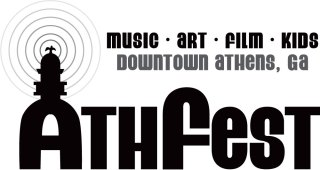 MUSIC · ART · FILM · KIDS
DOWNTOWN ATHENS, GA
ATHFEST